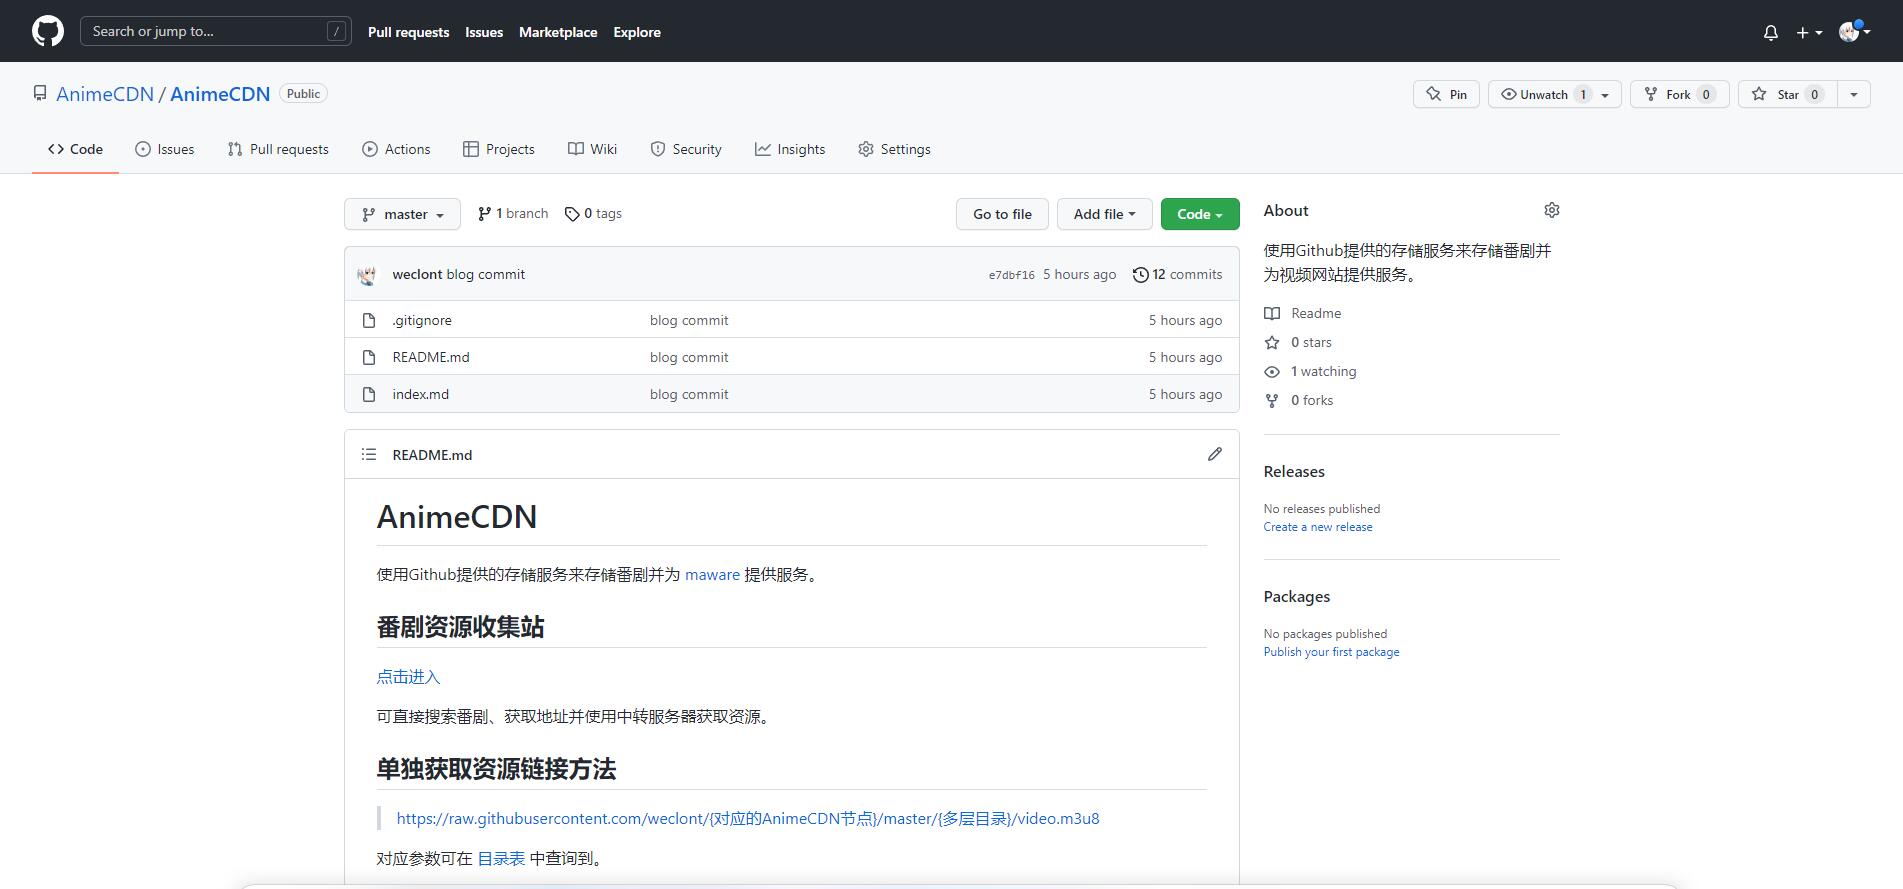 Search or jump to... /
Pull requests Issues Marketplace Explore
AnimeCDN / AnimeCDN Public
Pin Unwatch 1 Fork 0 Star 0
Code Issues Pull requests Actions Projects Wiki Security Insights Settings
master 1 branch 0 tags Go to file Add file Code
weclont blog commit e7dbf16 5 hours ago 12 commits
.gitignore blog commit 5 hours ago
README.md blog commit 5 hours ago
index.md blog commit 5 hours ago
README.md
AnimeCDN
使用Github提供的存储服务来存储番剧并为 maware 提供服务。
番剧资源收集站
点击进入
可直接搜索番剧、获取地址并使用中转服务器获取资源。
单独获取资源链接方法
https://raw.githubusercontent.com/weclont/{对应的AnimeCDN节点}/master/{多层目录}/video.m3u8
对应参数可在 目录表 中查询到。
About
使用Github提供的存储服务来存储番剧并
为视频网站提供服务。
Readme
0 stars
1 watching
0 forks
Releases
No releases published
Create a new release
Packages
No packages published
Publish your first package